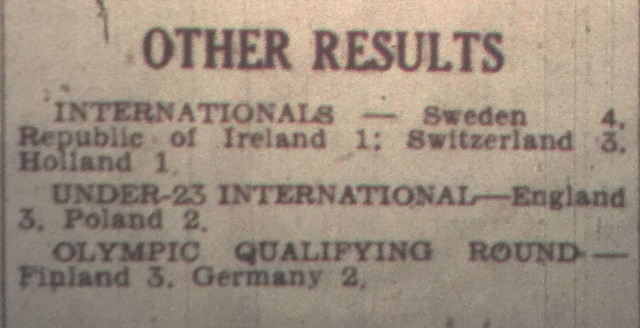 OTHER RESULTS
INTERNATIONALS — Sweden 4,
Republic of Ireland 1; Switzerland 3,
Holland 1.
UNDER-23 INTERNATIONAL—England
3, Poland 2.
OLYMPIC QUALIFYING ROUND—
Finland 3, Germany 2.